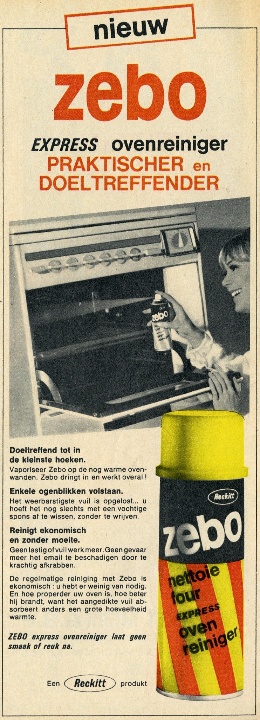 nieuw
zebo
EXPRESS ovenreiniger
PRAKTISCHER en
DOELTREFFENDER
zebo
Doeltreffend tot in
de kleinste hoeken.
Vaporiseer Zebo op de nog warme oven-
wanden. Zebo dringt in en werkt overal!
Enkele ogenblikken volstaan.
Het weerbarstigste vuil is opgelost... u
hoeft het nog slechts met een vochtige
spons af te wissen, zonder te wrijven.
Reinigt ekonomisch
en zonder moeite.
Geen lastig of vuil werk meer. Geen gevaar
meer het email te beschadigen door te
krachtig afkrabben.
De regelmatige reiniging met Zebo is
ekonomisch : u hebt er weinig van nodig.
En hoe properder uw oven is, hoe beter
hij brandt, want het aangedikte vuil ab-
sorbeert anders een grote hoeveelheid
warmte.
ZEBO express ovenreiniger laat geen
smaak of reuk na.
Een Reckitt produkt
Reckitt
zebo
nettoie
four
EXPRESS
oven
reiniger